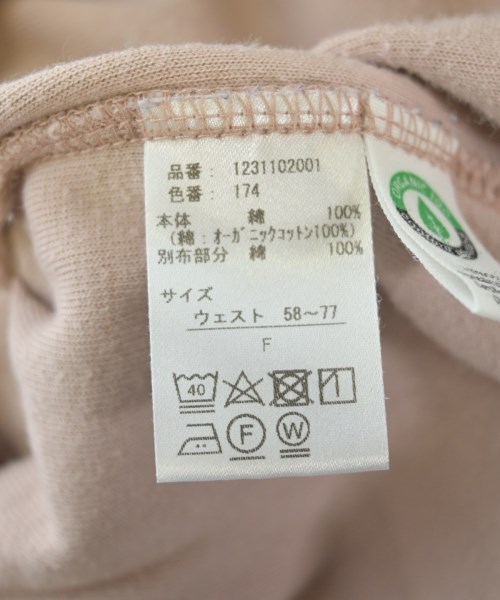 品番： 1231102001
色番： 174
本体 綿 100%
(綿：オーガニックコットン100%)
別布部分 綿 100%
サイズ
ウェスト 58～77
F
40
F W
ORGANIC